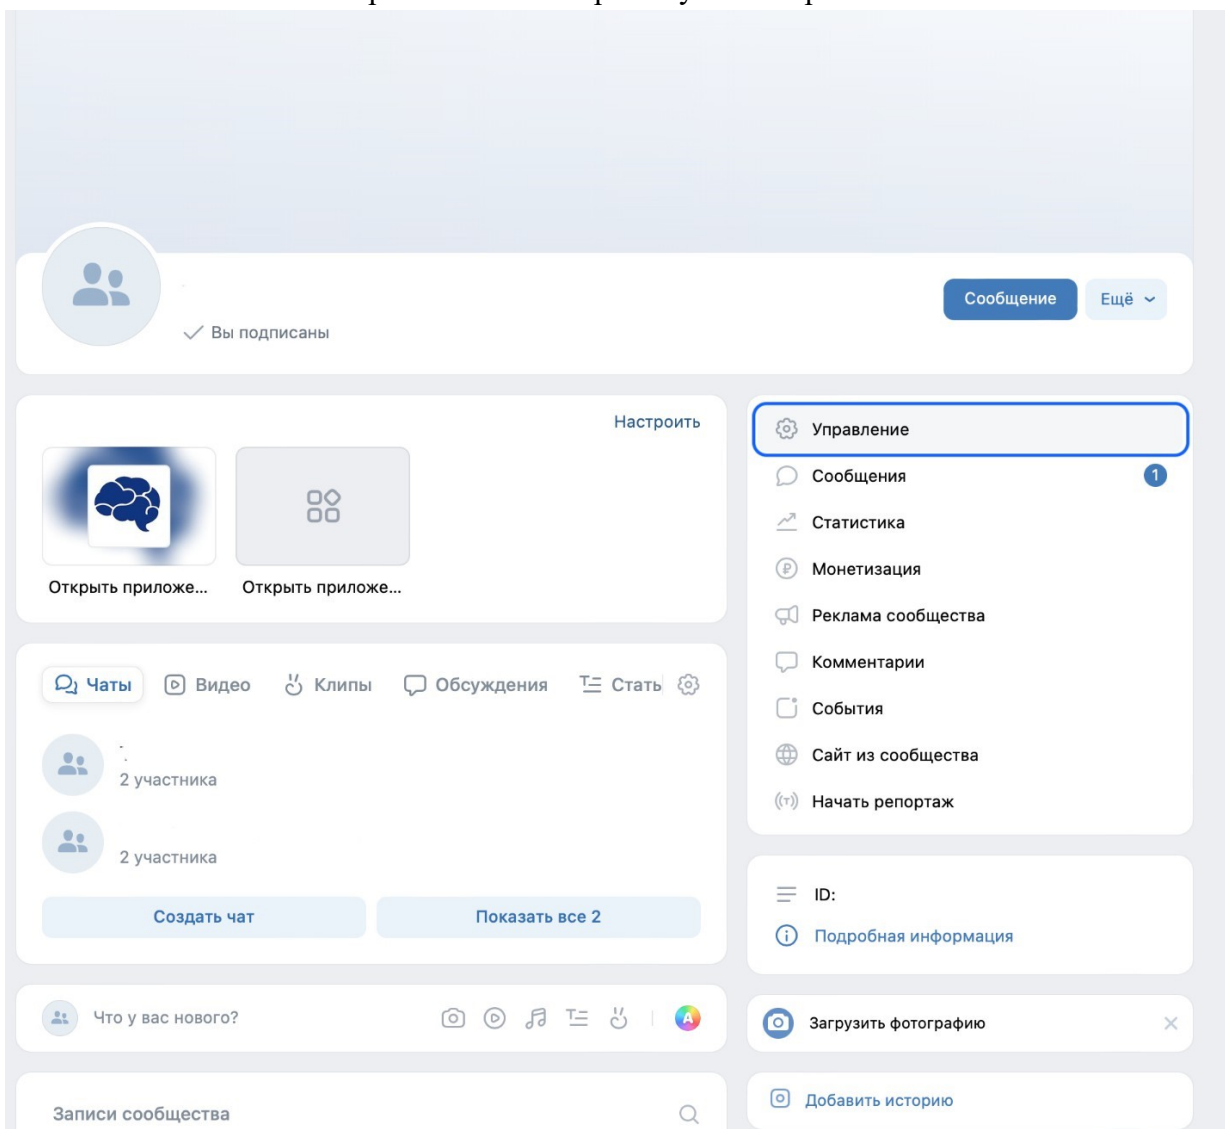 Сообщение
Ещё
Вы подписаны
Настроить
Открыть приложе...
Открыть приложе...
Чаты
Видео
Клипы
Обсуждения
Стать
2 участника
2 участника
Создать чат
Показать все 2
Что у вас нового?
Записи сообщества
Управление
Сообщения 1
Статистика
Монетизация
Реклама сообщества
Комментарии
События
Сайт из сообщества
Начать репортаж
ID:
Подробная информация
Загрузить фотографию
Добавить историю